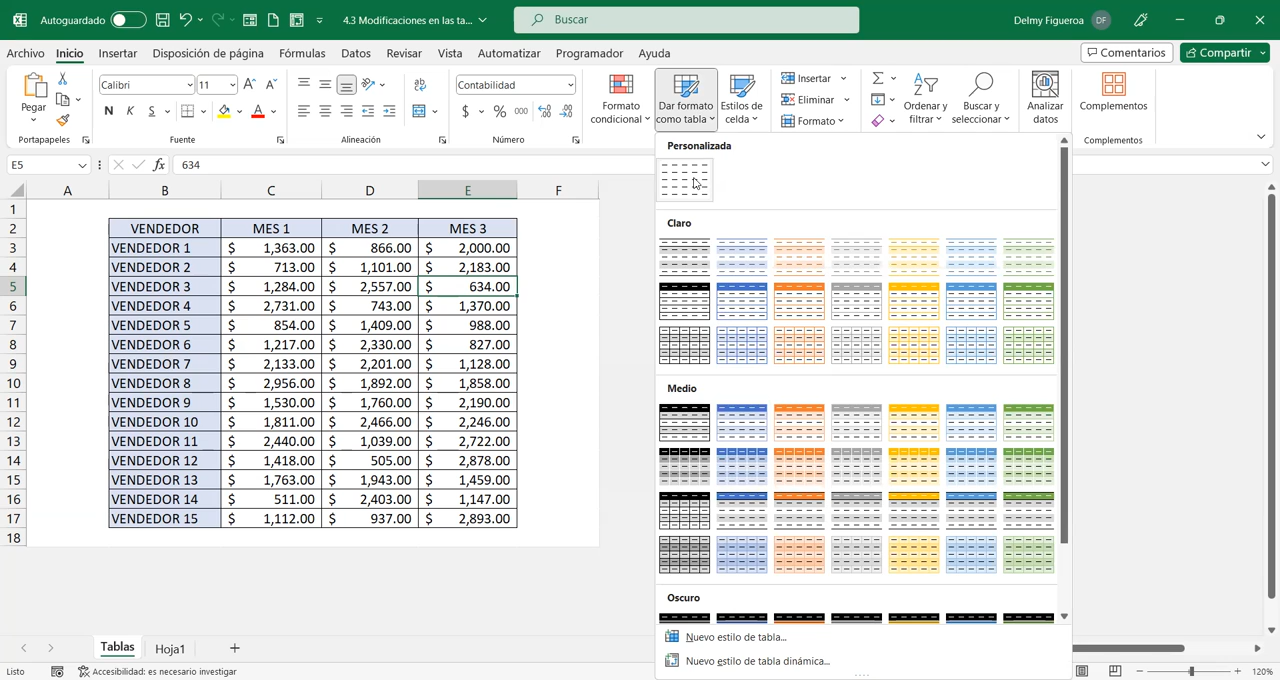 Autoguardado
4.3 Modificaciones en las ta...
Buscar
Delmy Figueroa
DF
Archivo Inicio Insertar Disposición de página Fórmulas Datos Revisar Vista Automatizar Programador Ayuda
Comentarios
Compartir
Pegar
Portapapeles
Calibri 11
N K S
Fuente
Alineación
Contabilidad
$ % 000
Número
Formato condicional
Dar formato como tabla
Estilos de celda
Insertar
Eliminar
Formato
Ordenar y filtrar
Buscar y seleccionar
Analizar datos
Complementos
Complementos
E5
fx 634
A B C D E F
1
2 VENDEDOR MES 1 MES 2 MES 3
3 VENDEDOR 1 $ 1,363.00 $ 866.00 $ 2,000.00
4 VENDEDOR 2 $ 713.00 $ 1,101.00 $ 2,183.00
5 VENDEDOR 3 $ 1,284.00 $ 2,557.00 $ 634.00
6 VENDEDOR 4 $ 2,731.00 $ 743.00 $ 1,370.00
7 VENDEDOR 5 $ 854.00 $ 1,409.00 $ 988.00
8 VENDEDOR 6 $ 1,217.00 $ 2,330.00 $ 827.00
9 VENDEDOR 7 $ 2,133.00 $ 2,201.00 $ 1,128.00
10 VENDEDOR 8 $ 2,956.00 $ 1,892.00 $ 1,858.00
11 VENDEDOR 9 $ 1,530.00 $ 1,760.00 $ 2,190.00
12 VENDEDOR 10 $ 1,811.00 $ 2,466.00 $ 2,246.00
13 VENDEDOR 11 $ 2,440.00 $ 1,039.00 $ 2,722.00
14 VENDEDOR 12 $ 1,418.00 $ 505.00 $ 2,878.00
15 VENDEDOR 13 $ 1,763.00 $ 1,943.00 $ 1,459.00
16 VENDEDOR 14 $ 511.00 $ 2,403.00 $ 1,147.00
17 VENDEDOR 15 $ 1,112.00 $ 937.00 $ 2,893.00
18
Personalizada
Claro
Medio
Oscuro
Nuevo estilo de tabla...
Nuevo estilo de tabla dinámica...
Tablas Hoja1
Listo
Accesibilidad: es necesario investigar
120%